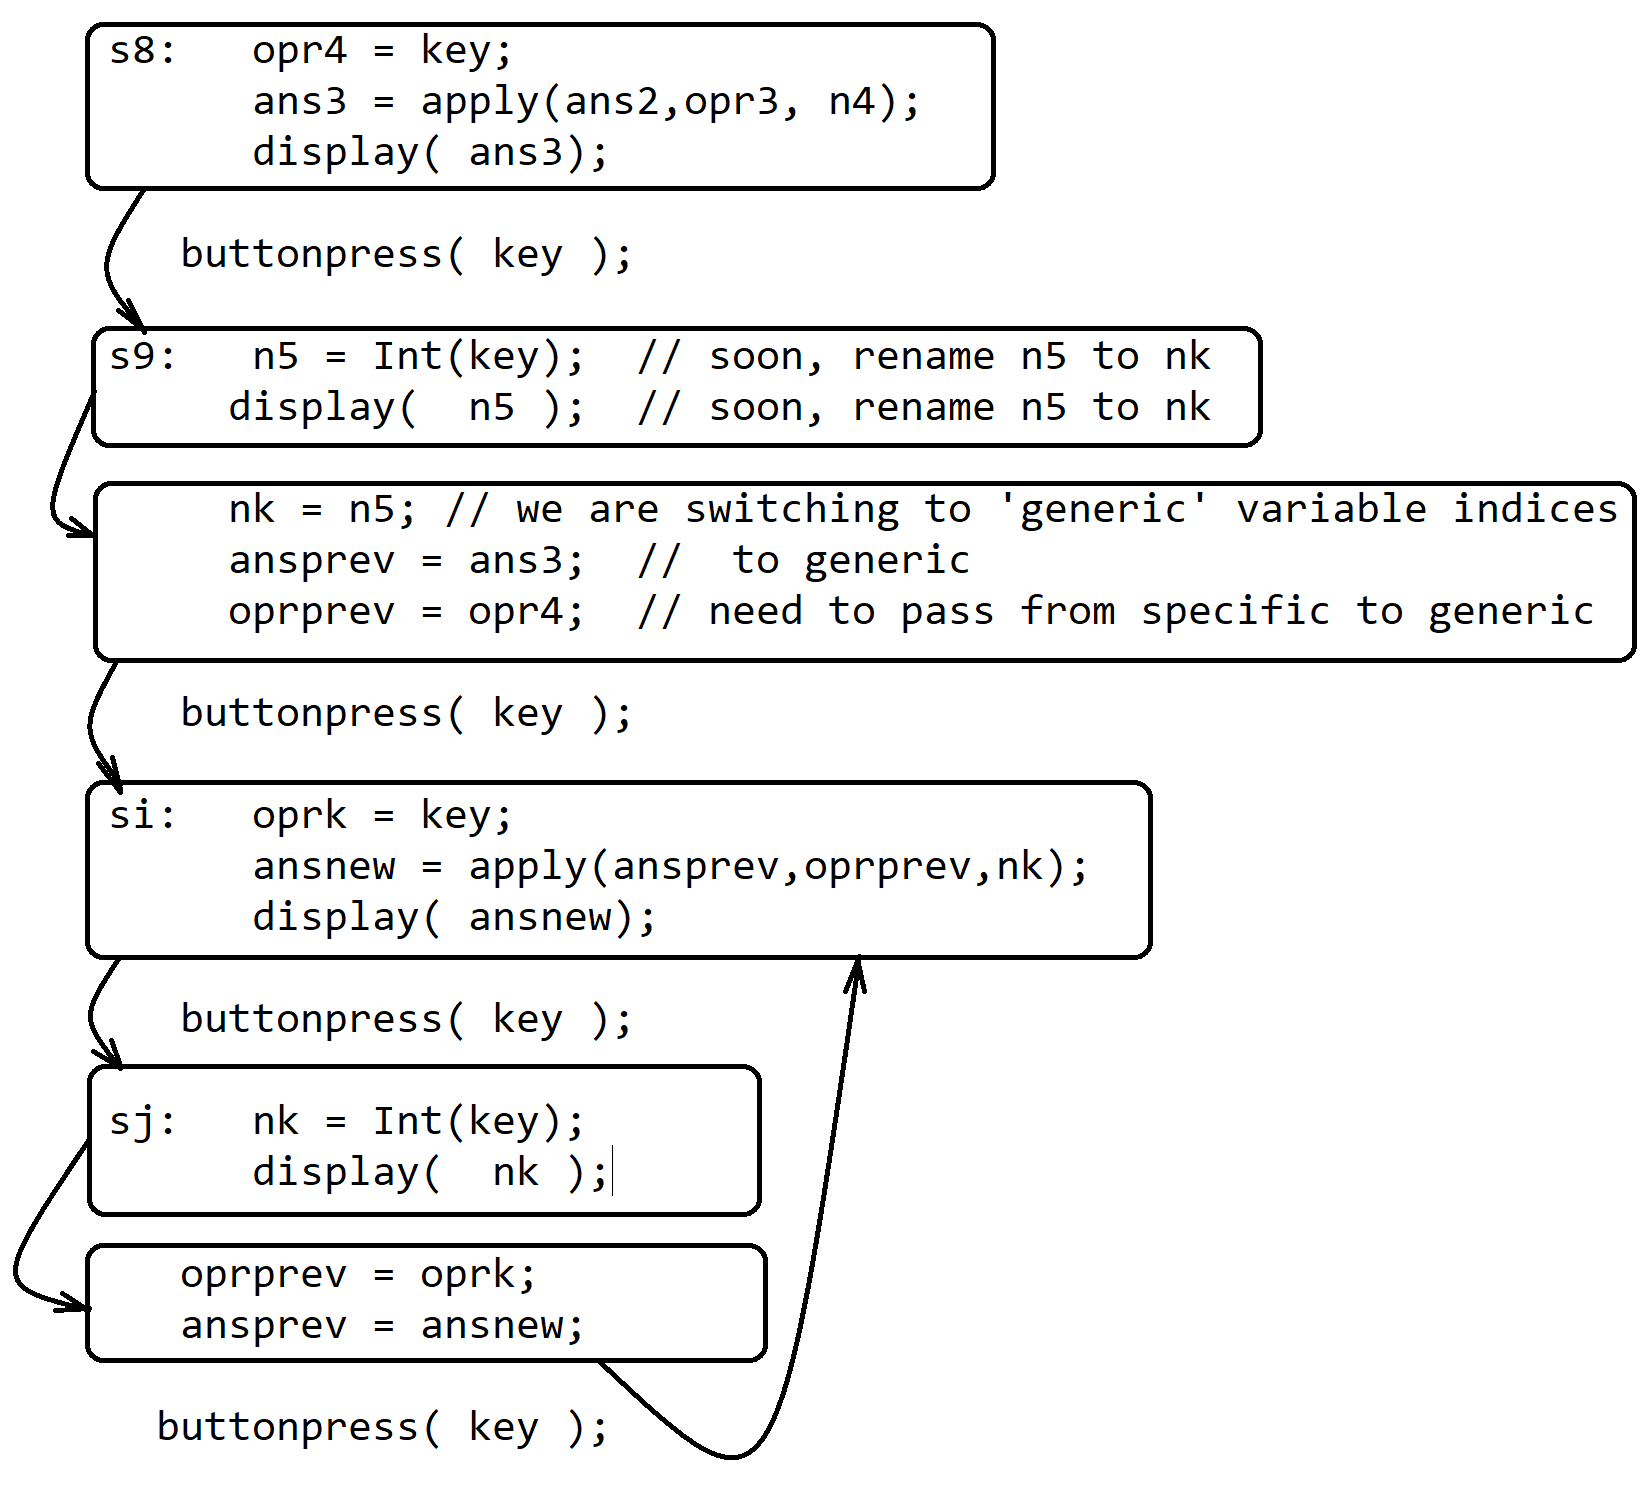 s8:   opr4 = key;
      ans3 = apply(ans2,opr3, n4);
      display( ans3);
   buttonpress( key );
s9:   n5 = Int(key);  // soon, rename n5 to nk
     display(  n5 );  // soon, rename n5 to nk
     nk = n5; // we are switching to 'generic' variable indices
     ansprev = ans3;  //  to generic
     oprprev = opr4;  // need to pass from specific to generic
   buttonpress( key );
si:   oprk = key;
      ansnew = apply(ansprev,oprprev,nk);
      display( ansnew);
   buttonpress( key );
sj:   nk = Int(key);
      display(  nk );
   oprprev = oprk;
   ansprev = ansnew;
  buttonpress( key );